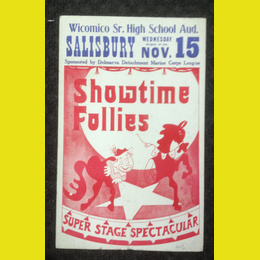 Wicomico Sr. High School Aud.
SALISBURY WEDNESDAY NOV. 15
Sponsored by Delmarva Detachment Marine Corps League
Showtime
Follies
SUPER STAGE SPECTACULAR